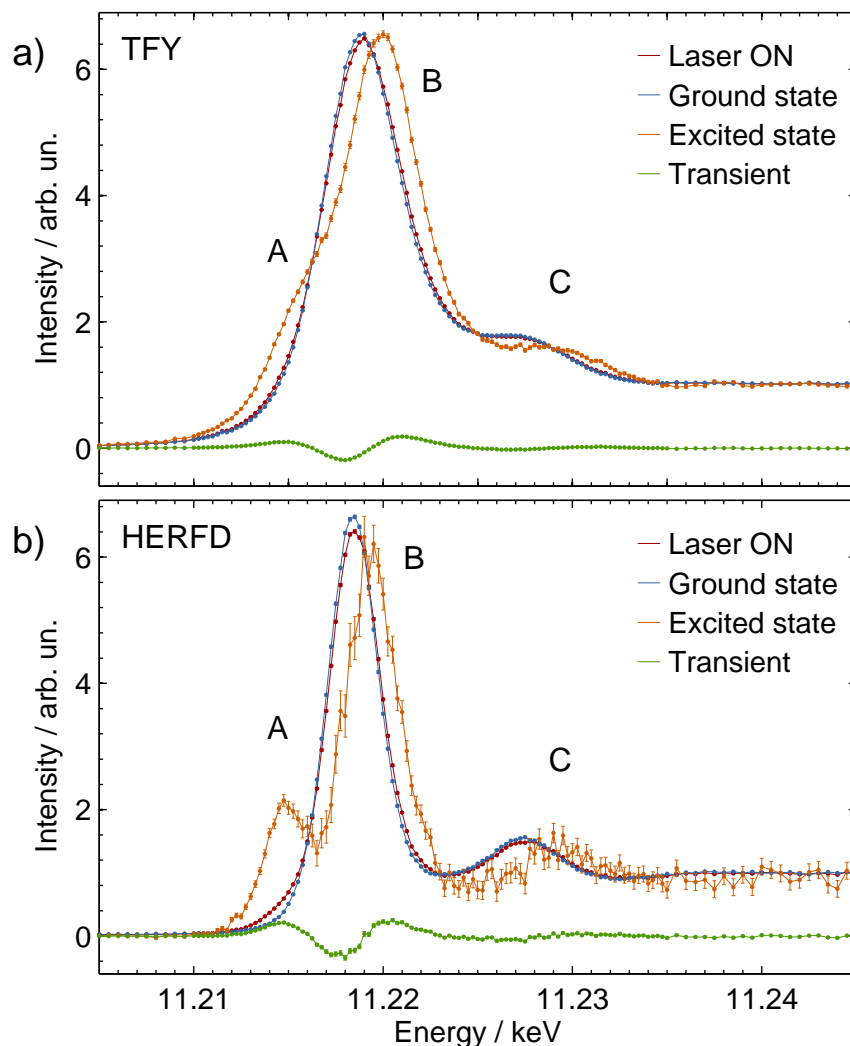 a) TFY
Laser ON
Ground state
Excited state
Transient
A
B
C
6
4
2
0
Intensity / arb. un.
b) HERFD
Laser ON
Ground state
Excited state
Transient
A
B
C
6
4
2
0
Intensity / arb. un.
11.21 11.22 11.23 11.24
Energy / keV